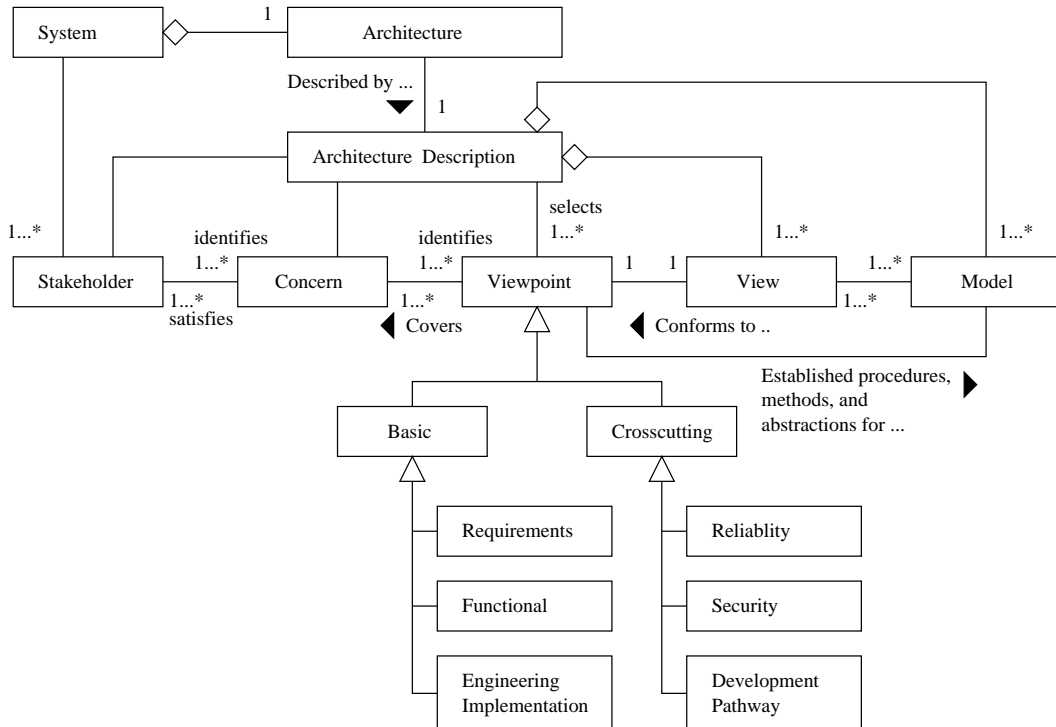 System
1
Architecture
Described by ...
1
Architecture Description
selects
1...*
identifies
1...*
identifies
1...*
1...*
1...*
1...*
Stakeholder
Concern
Viewpoint
1
1
View
1...*
Model
1...*
satisfies
1...*
Covers
Conforms to ..
1...*
Established procedures,
methods, and
abstractions for ...
Basic
Crosscutting
Requirements
Reliablity
Functional
Security
Engineering
Implementation
Development
Pathway